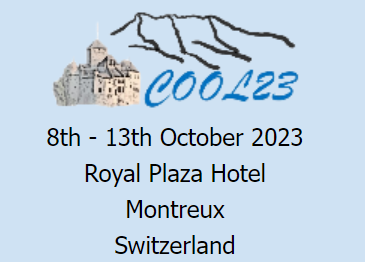 COOL23
8th - 13th October 2023
Royal Plaza Hotel
Montreux
Switzerland